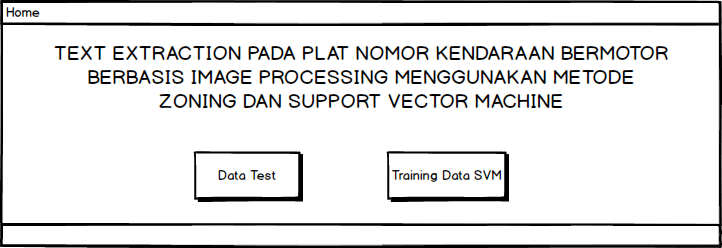 Home
TEXT EXTRACTION PADA PLAT NOMOR KENDARAAN BERMOTOR
BERBASIS IMAGE PROCESSING MENGGUNAKAN METODE
ZONING DAN SUPPORT VECTOR MACHINE
Data Test
Training Data SVM